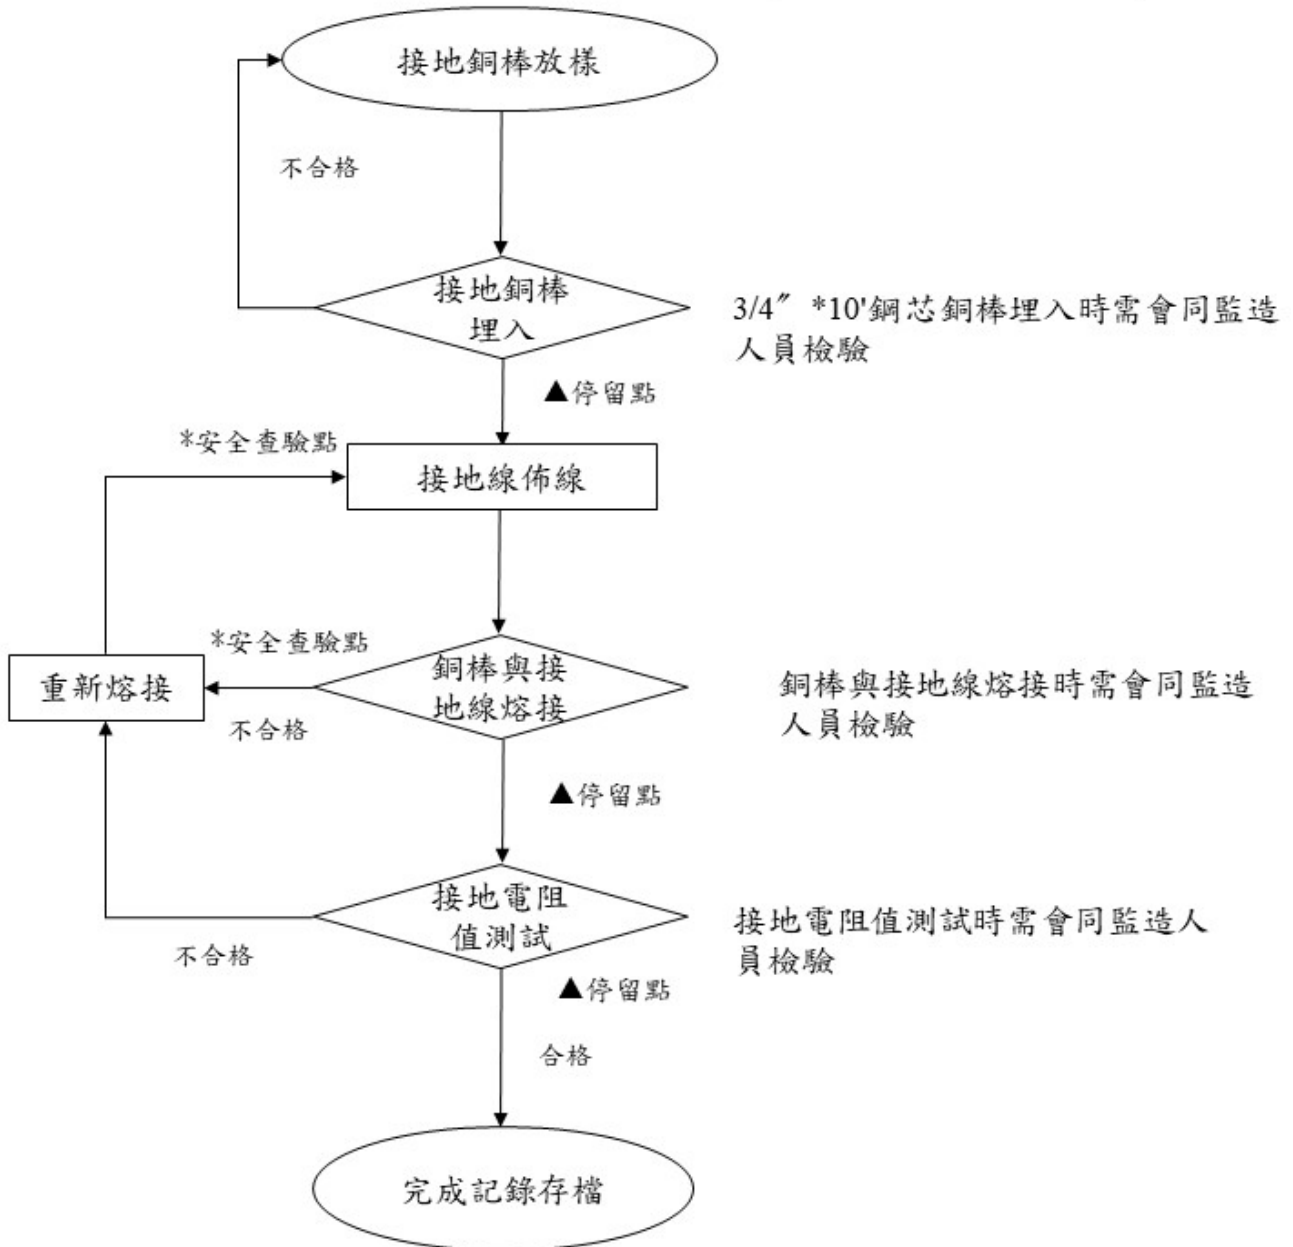 接地銅棒放樣
不合格
接地銅棒
埋入
3/4″ *10'鋼芯銅棒埋入時需會同監造
人員檢驗
▲停留點
*安全查驗點
接地線佈線
*安全查驗點
重新熔接
銅棒與接
地線熔接
銅棒與接地線熔接時需會同監造
人員檢驗
不合格
▲停留點
接地電阻
值測試
接地電阻值測試時需會同監造人
員檢驗
不合格
▲停留點
合格
完成記錄存檔